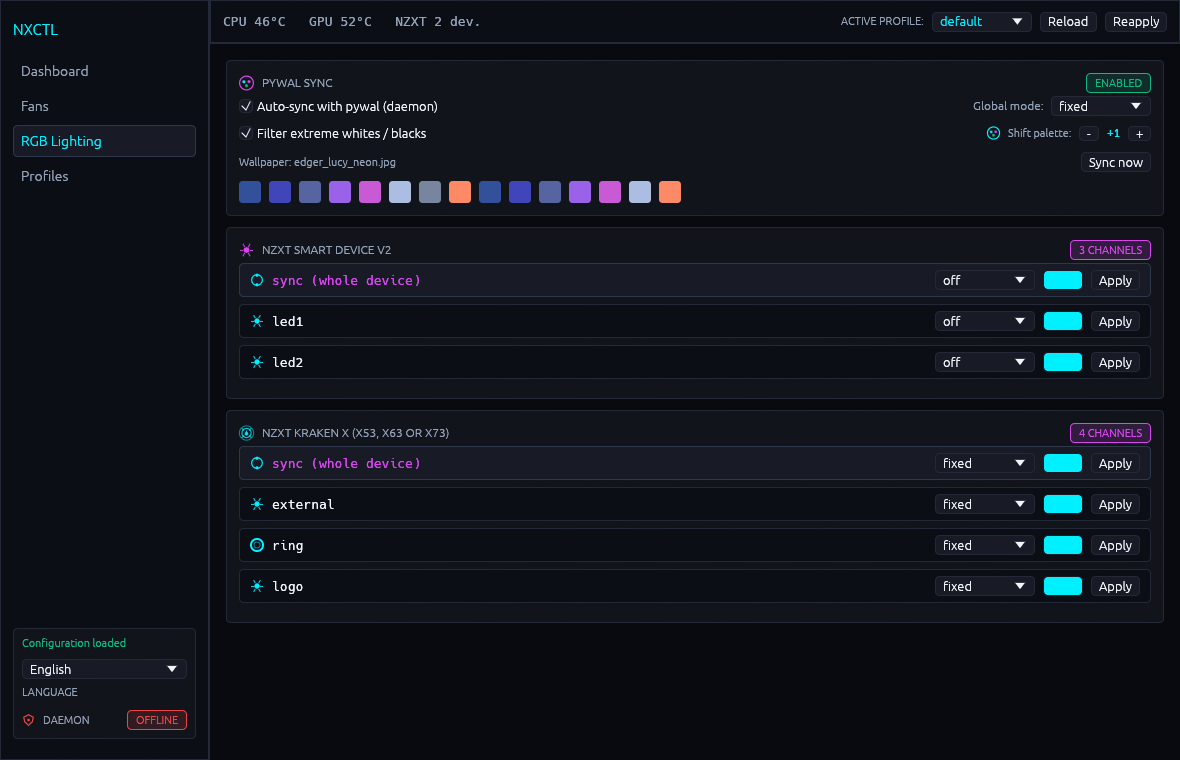 NXCTL
Dashboard
Fans
RGB Lighting
Profiles
Configuration loaded
English
LANGUAGE
DAEMON OFFLINE
CPU 46°C GPU 52°C NZXT 2 dev.
ACTIVE PROFILE: default Reload Reapply
PYWAL SYNC ENABLED
Auto-sync with pywal (daemon) Global mode: fixed
Filter extreme whites / blacks Shift palette: - +1 +
Wallpaper: edger_lucy_neon.jpg Sync now
NZXT SMART DEVICE V2 3 CHANNELS
sync (whole device) off Apply
led1 off Apply
led2 off Apply
NZXT KRAKEN X (X53, X63 OR X73) 4 CHANNELS
sync (whole device) fixed Apply
external fixed Apply
ring fixed Apply
logo fixed Apply